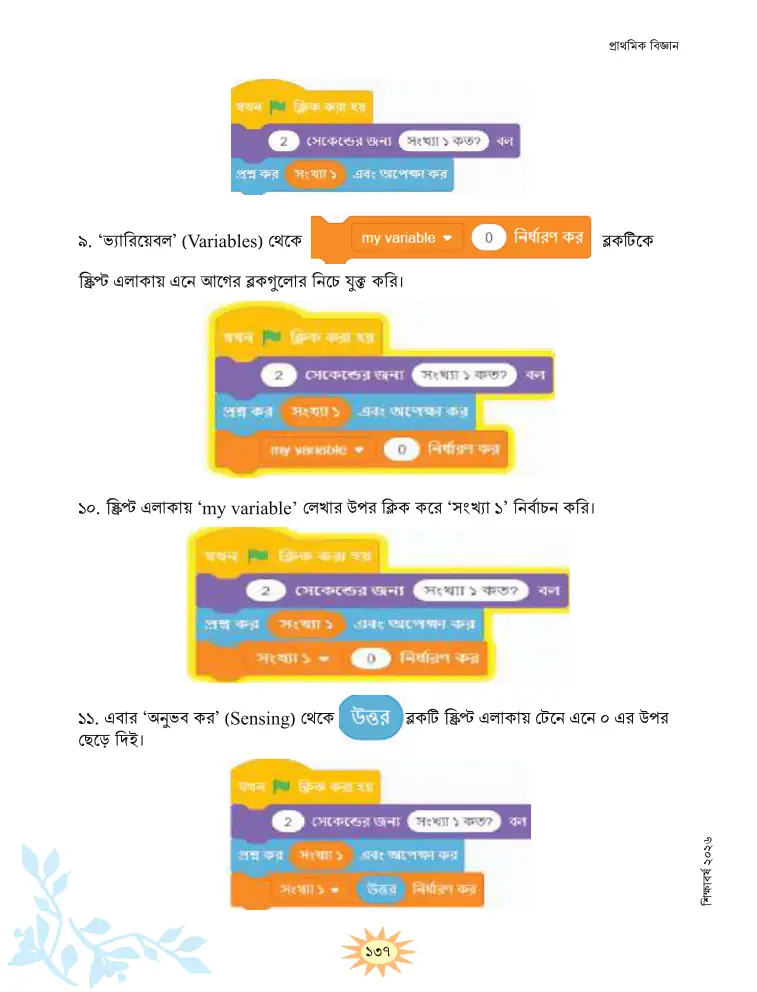 প্রাথমিক বিজ্ঞান
যখন ক্লিক করা হয়
2 সেকেন্ডের জন্য সংখ্যা ১ কত? বল
প্রশ্ন কর সংখ্যা ১ এবং অপেক্ষা কর
৯. ‘ভ্যারিয়েবল’ (Variables) থেকে my variable 0 নির্ধারণ কর ব্লকটিকে
স্ক্রিপ্ট এলাকায় এনে আগের ব্লকগুলোর নিচে যুক্ত করি।
যখন ক্লিক করা হয়
2 সেকেন্ডের জন্য সংখ্যা ১ কত? বল
প্রশ্ন কর সংখ্যা ১ এবং অপেক্ষা কর
my variable 0 নির্ধারণ কর
১০. স্ক্রিপ্ট এলাকায় ‘my variable’ লেখার উপর ক্লিক করে ‘সংখ্যা ১’ নির্বাচন করি।
যখন ক্লিক করা হয়
2 সেকেন্ডের জন্য সংখ্যা ১ কত? বল
প্রশ্ন কর সংখ্যা ১ এবং অপেক্ষা কর
সংখ্যা ১ 0 নির্ধারণ কর
১১. এবার ‘অনুভব কর’ (Sensing) থেকে উত্তর ব্লকটি স্ক্রিপ্ট এলাকায় টেনে এনে ০ এর উপর
ছেড়ে দিই।
যখন ক্লিক করা হয়
2 সেকেন্ডের জন্য সংখ্যা ১ কত? বল
প্রশ্ন কর সংখ্যা ১ এবং অপেক্ষা কর
সংখ্যা ১ উত্তর নির্ধারণ কর
শিক্ষাবর্ষ ২০২৬
১৩৭